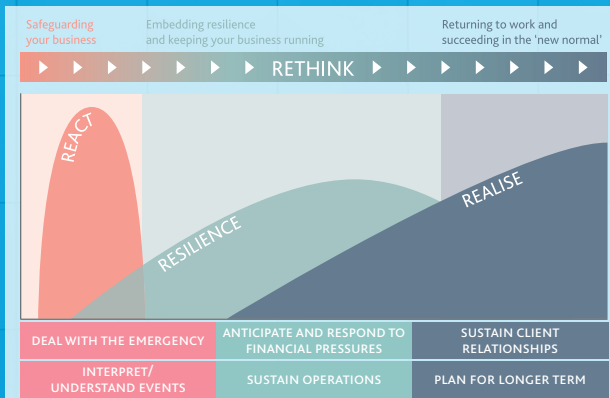 Safeguarding
your business
Embedding resilience
and keeping your business running
Returning to work and
succeeding in the ‘new normal’
RETHINK
REACT
RESILIENCE
REALISE
DEAL WITH THE EMERGENCY
ANTICIPATE AND RESPOND TO
FINANCIAL PRESSURES
SUSTAIN CLIENT
RELATIONSHIPS
INTERPRET/
UNDERSTAND EVENTS
SUSTAIN OPERATIONS
PLAN FOR LONGER TERM